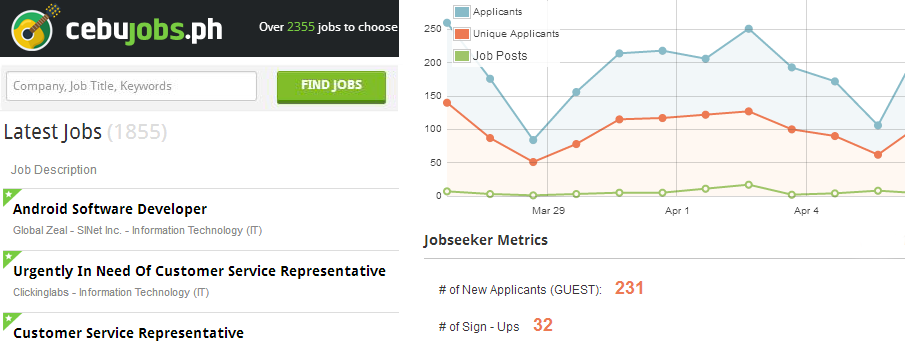 cebujobs.ph
Over 2355 jobs to choose
Company, Job Title, Keywords
FIND JOBS
Latest Jobs (1855)
Job Description
Android Software Developer
Global Zeal - SINet Inc. - Information Technology (IT)
Urgently In Need Of Customer Service Representative
Clickinglabs - Information Technology (IT)
Customer Service Representative
Applicants
Unique Applicants
Job Posts
250
200
150
100
50
0
Mar 29
Apr 1
Apr 4
Jobseeker Metrics
# of New Applicants (GUEST): 231
# of Sign - Ups 32